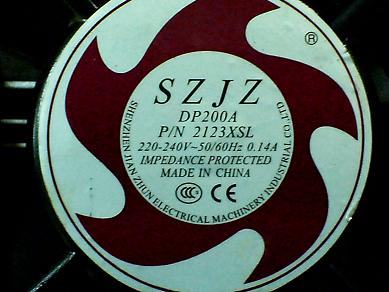 ®
SZJZ
DP200A
P/N 2123XSL
220-240V~50/60Hz 0.14A
IMPEDANCE PROTECTED
MADE IN CHINA
CCC CE
SHENZHEN JIAN ZHUN ELECTRICAL MACHINERY INDUSTRIAL CO.,LTD